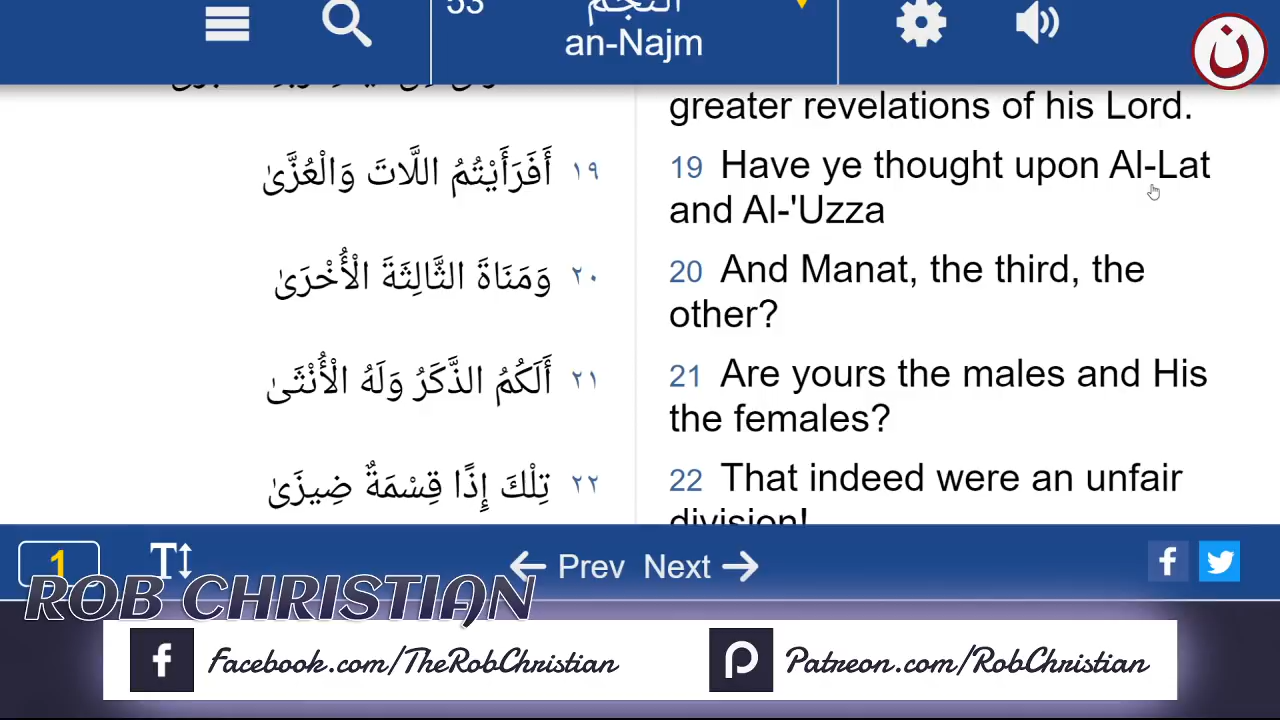 53
النجم
an-Najm
ن
greater revelations of his Lord.
أَفَرَأَيْتُمُ اللَّاتَ وَالْعُزَّىٰ ١٩
19 Have ye thought upon Al-Lat
and Al-'Uzza
وَمَنَاةَ الثَّالِثَةَ الْأُخْرَىٰ ٢٠
20 And Manat, the third, the
other?
أَلَكُمُ الذَّكَرُ وَلَهُ الْأُنْثَىٰ ٢١
21 Are yours the males and His
the females?
تِلْكَ إِذًا قِسْمَةٌ ضِيزَىٰ ٢٢
22 That indeed were an unfair
division!
1
T
Prev Next
ROB CHRISTIAN
Facebook.com/TheRobChristian
Patreon.com/RobChristian